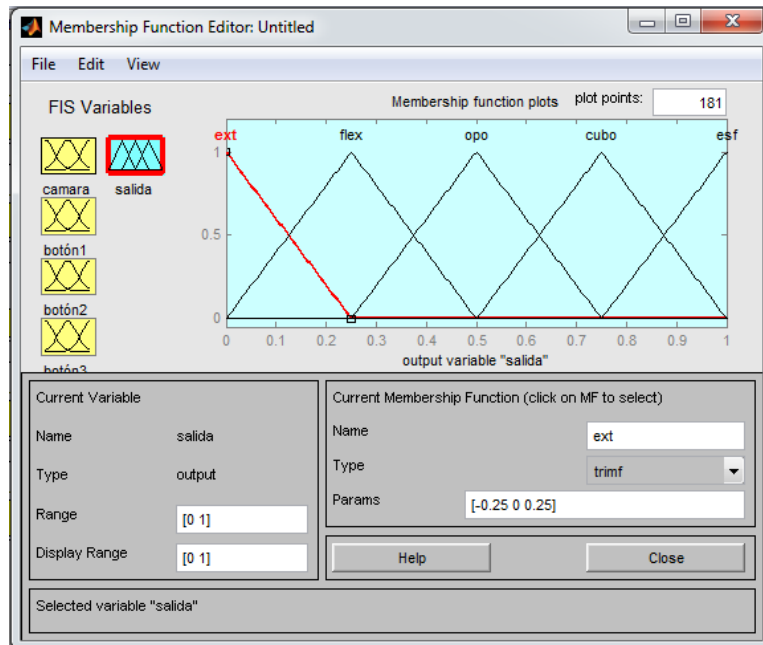 Membership Function Editor: Untitled
File Edit View
FIS Variables
Membership function plots plot points: 181
camara salida
botón1
botón2
botón3
ext flex opo cubo esf
1
0.5
0
0 0.1 0.2 0.3 0.4 0.5 0.6 0.7 0.8 0.9 1
output variable "salida"
Current Variable
Name salida
Type output
Range [0 1]
Display Range [0 1]
Current Membership Function (click on MF to select)
Name ext
Type trimf
Params [-0.25 0 0.25]
Help Close
Selected variable "salida"